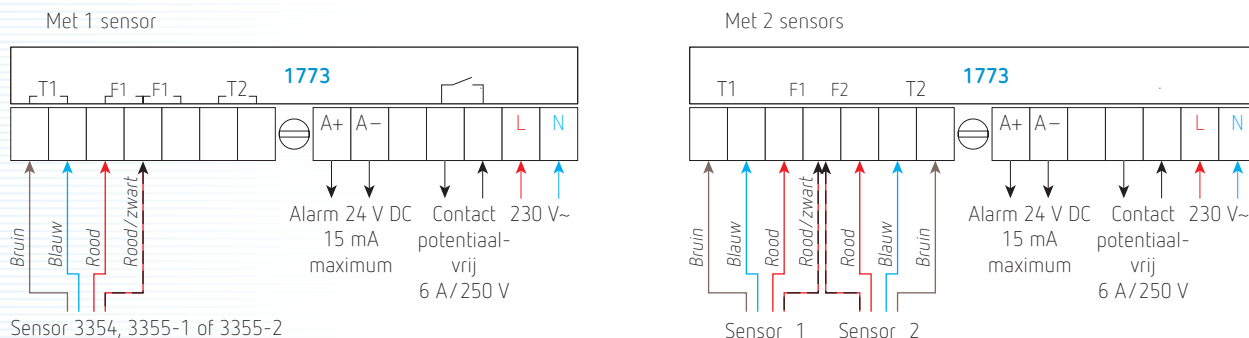 Met 1 sensor
1773
T1 F1 F1 T2
A+ A− L N
Bruin Blauw Rood Rood/zwart
Alarm 24 V DC
15 mA
maximum
Contact
potentiaal-
vrij
6 A/250 V
230 V~
Sensor 3354, 3355-1 of 3355-2
Met 2 sensors
1773
T1 F1 F2 T2
A+ A− L N
Bruin Blauw Rood Rood/zwart Rood Blauw Bruin
Alarm 24 V DC
15 mA
maximum
Contact
potentiaal-
vrij
6 A/250 V
230 V~
Sensor 1 Sensor 2